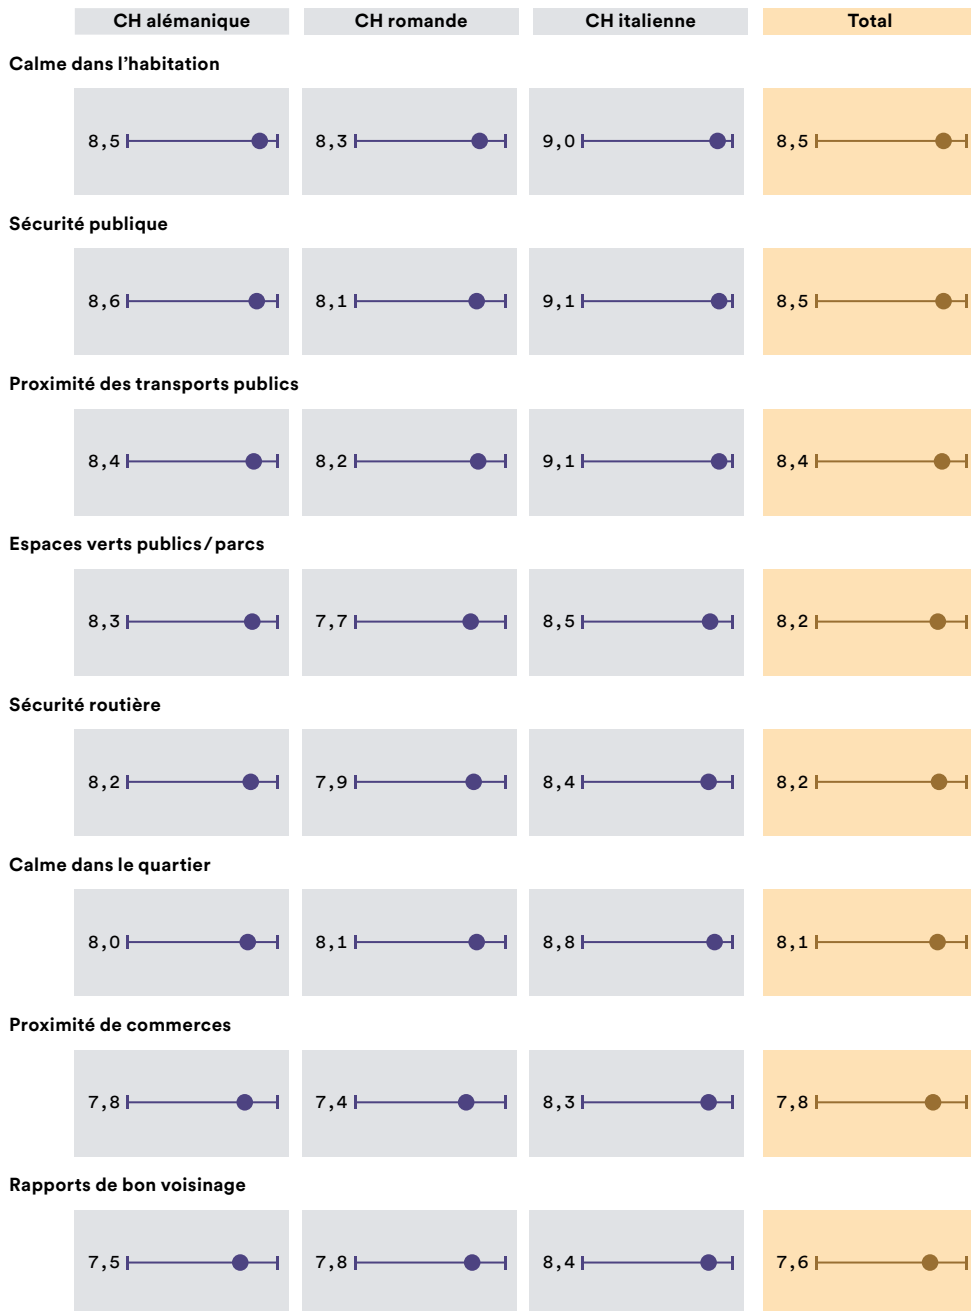 CH alémanique CH romande CH italienne Total
Calme dans l'habitation
8,5 8,3 9,0 8,5
Sécurité publique
8,6 8,1 9,1 8,5
Proximité des transports publics
8,4 8,2 9,1 8,4
Espaces verts publics/parcs
8,3 7,7 8,5 8,2
Sécurité routière
8,2 7,9 8,4 8,2
Calme dans le quartier
8,0 8,1 8,8 8,1
Proximité de commerces
7,8 7,4 8,3 7,8
Rapports de bon voisinage
7,5 7,8 8,4 7,6